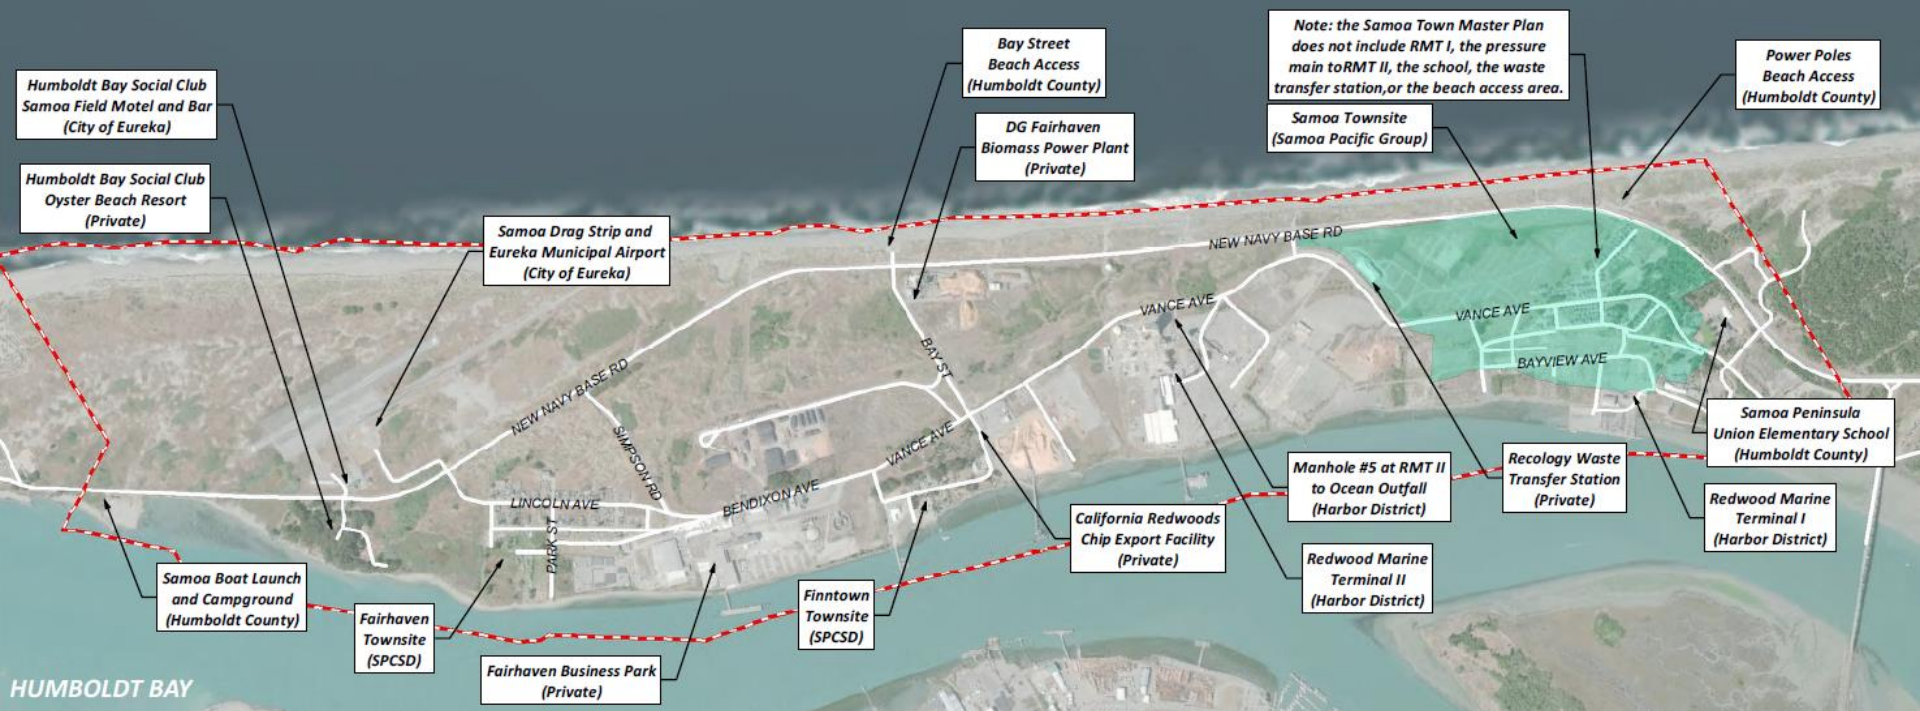 Humboldt Bay Social Club
Samoa Field Motel and Bar
(City of Eureka)
Humboldt Bay Social Club
Oyster Beach Resort
(Private)
Samoa Drag Strip and
Eureka Municipal Airport
(City of Eureka)
Bay Street
Beach Access
(Humboldt County)
DG Fairhaven
Biomass Power Plant
(Private)
Note: the Samoa Town Master Plan
does not include RMT I, the pressure
main toRMT II, the school, the waste
transfer station,or the beach access area.
Samoa Townsite
(Samoa Pacific Group)
Power Poles
Beach Access
(Humboldt County)
NEW NAVY BASE RD
VANCE AVE
VANCE AVE
BAYVIEW AVE
BAY ST
NEW NAVY BASE RD
SIMPSON RD
VANCE AVE
BENDIXON AVE
LINCOLN AVE
PARK ST
Samoa Peninsula
Union Elementary School
(Humboldt County)
Manhole #5 at RMT II
to Ocean Outfall
(Harbor District)
Recology Waste
Transfer Station
(Private)
Redwood Marine
Terminal I
(Harbor District)
California Redwoods
Chip Export Facility
(Private)
Redwood Marine
Terminal II
(Harbor District)
Samoa Boat Launch
and Campground
(Humboldt County)
Fairhaven
Townsite
(SPCSD)
Finntown
Townsite
(SPCSD)
Fairhaven Business Park
(Private)
HUMBOLDT BAY